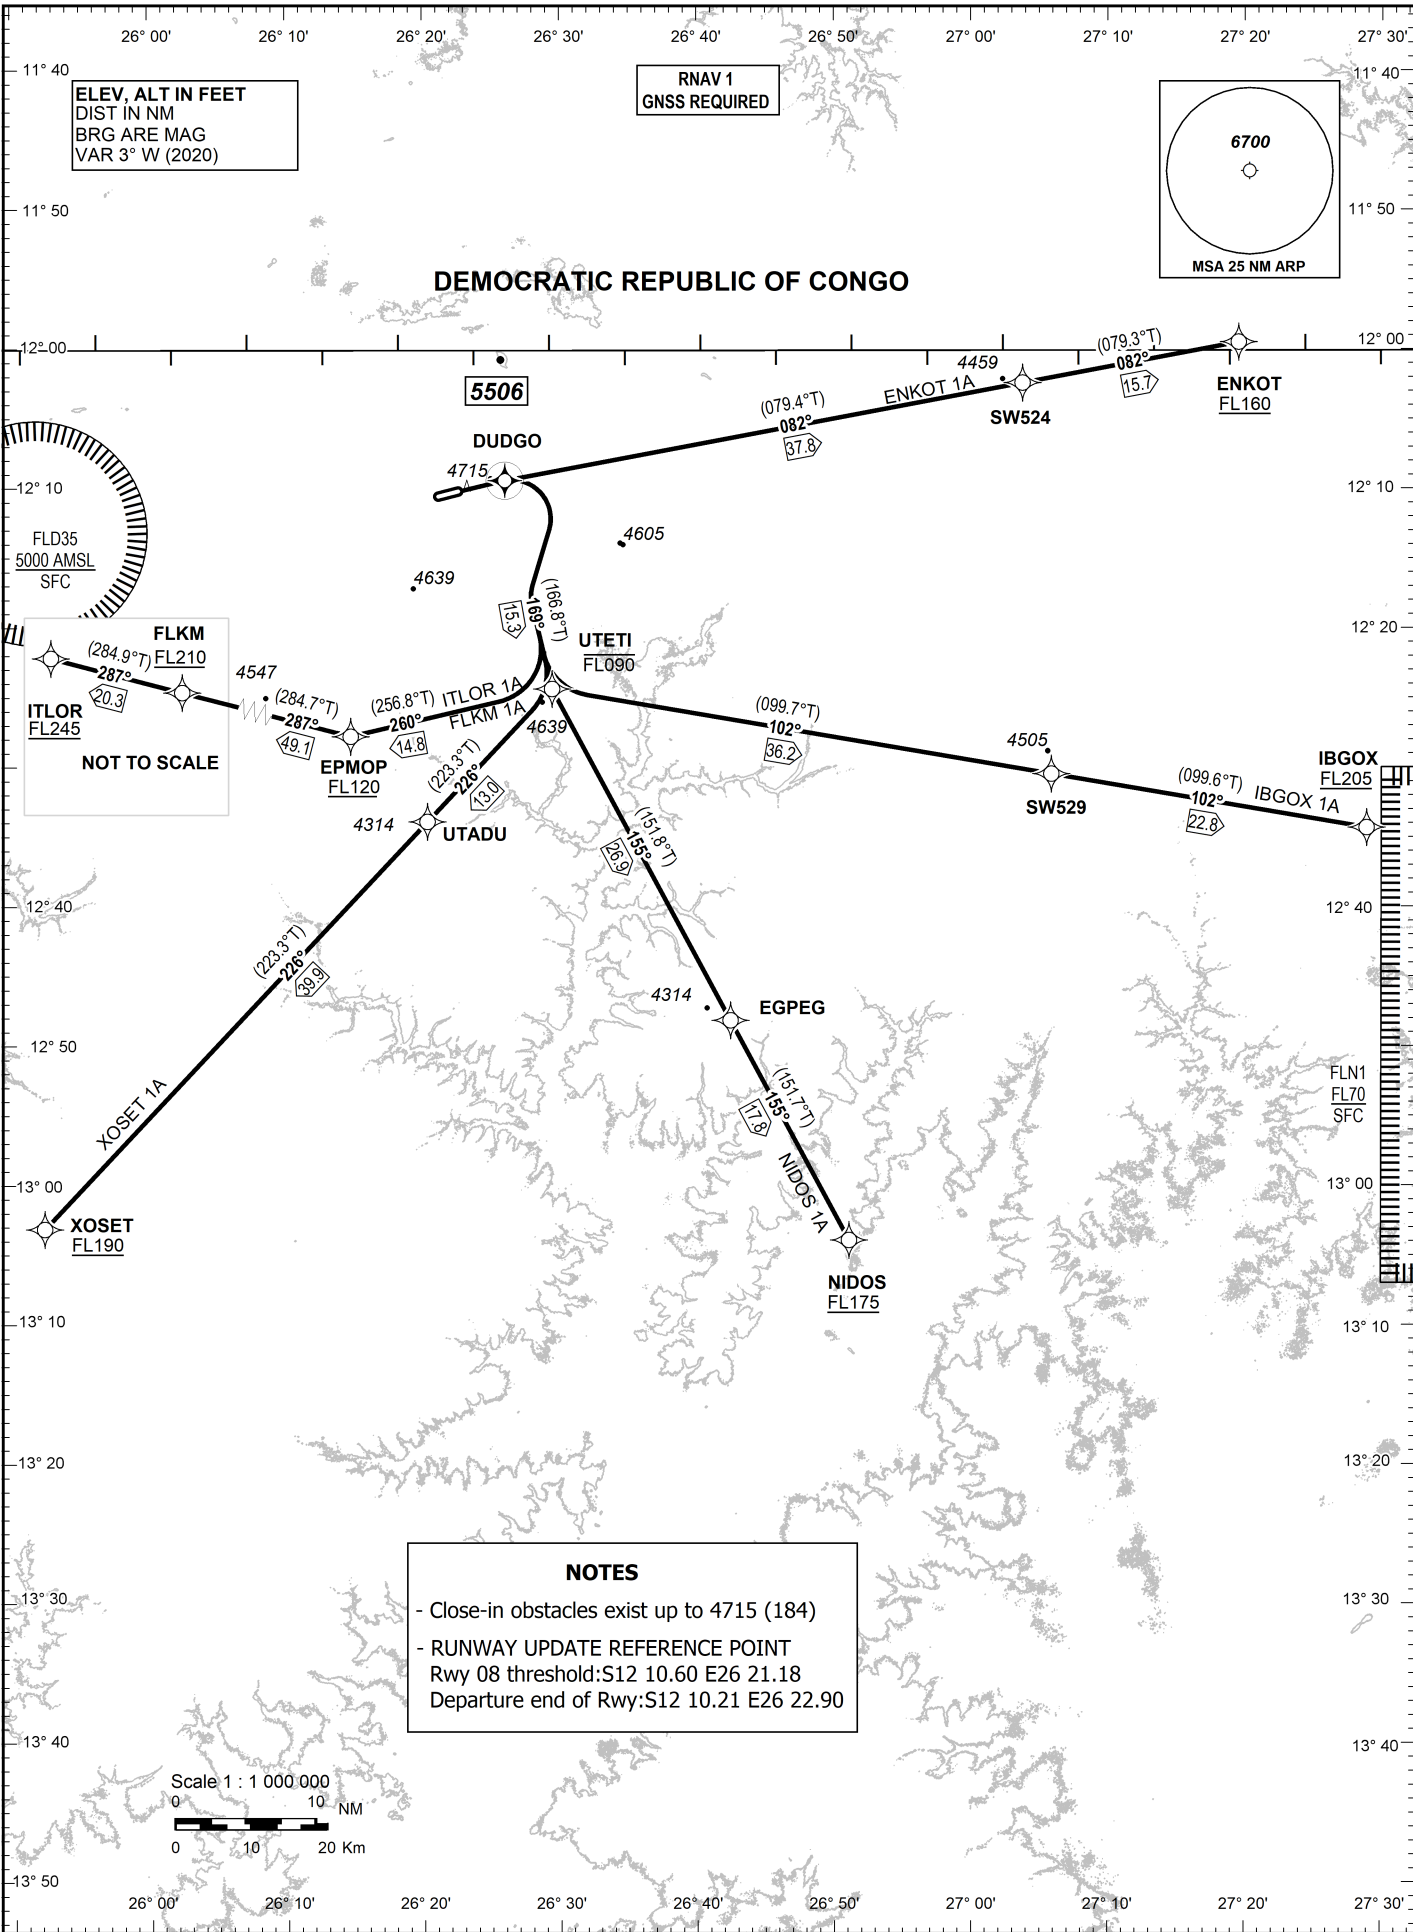 26° 00'
26° 10'
26° 20'
26° 30'
26° 40'
26° 50'
27° 00'
27° 10'
27° 20'
27° 30'
11° 40
11° 40
ELEV, ALT IN FEET
DIST IN NM
BRG ARE MAG
VAR 3° W (2020)
RNAV 1
GNSS REQUIRED
6700
MSA 25 NM ARP
11° 50
11° 50
DEMOCRATIC REPUBLIC OF CONGO
12° 00
12° 00
5506
4459
(079.3°T)
082°
15.7
ENKOT
FL160
ENKOT 1A
SW524
(079.4°T)
082°
37.8
DUDGO
4715
12° 10
12° 10
FLD35
5000 AMSL
SFC
4605
4639
(166.8°T)
169°
15.3
UTETI
FL090
12° 20
FLKM
FL210
(284.9°T)
287°
20.3
ITLOR
FL245
4547
(284.7°T)
287°
49.1
NOT TO SCALE
(256.8°T)
260°
14.8
ITLOR 1A
FLKM 1A
EPMOP
FL120
4639
(099.7°T)
102°
36.2
4505
SW529
(099.6°T)
102°
22.8
IBGOX 1A
IBGOX
FL205
(223.3°T)
226°
13.0
4314
UTADU
(151.8°T)
155°
26.9
12° 40
12° 40
(223.3°T)
226°
39.9
4314
EGPEG
12° 50
FLN1
FL70
SFC
(151.7°T)
155°
17.8
XOSET 1A
NIDOS 1A
13° 00
13° 00
XOSET
FL190
NIDOS
FL175
13° 10
13° 10
13° 20
13° 20
NOTES
- Close-in obstacles exist up to 4715 (184)
- RUNWAY UPDATE REFERENCE POINT
Rwy 08 threshold:S12 10.60 E26 21.18
Departure end of Rwy:S12 10.21 E26 22.90
13° 30
13° 30
13° 40
13° 40
Scale 1 : 1 000 000
0
10
NM
0
10
20 Km
13° 50
26° 00'
26° 10'
26° 20'
26° 30'
26° 40'
26° 50'
27° 00'
27° 10'
27° 20'
27° 30'